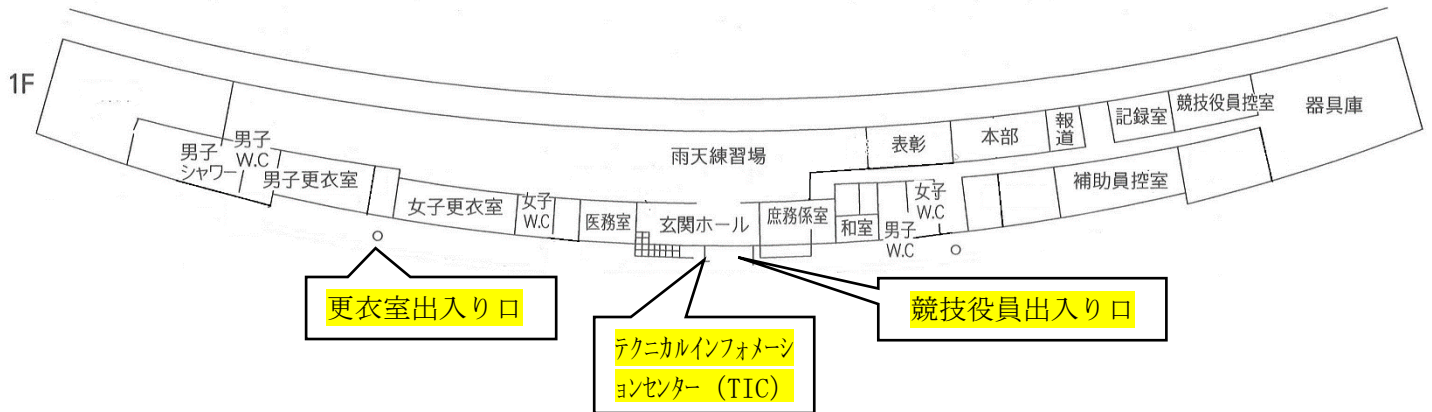 1F
男子
シャワー
男子
W.C
男子更衣室
女子更衣室
女子
W.C
医務室
玄関ホール
雨天練習場
庶務係室
和室
男子
W.C
女子
W.C
表彰
本部
報道
記録室
競技役員控室
器具庫
補助員控室
更衣室出入り口
テクニカルインフォメーシ
ョンセンター（TIC）
競技役員出入り口